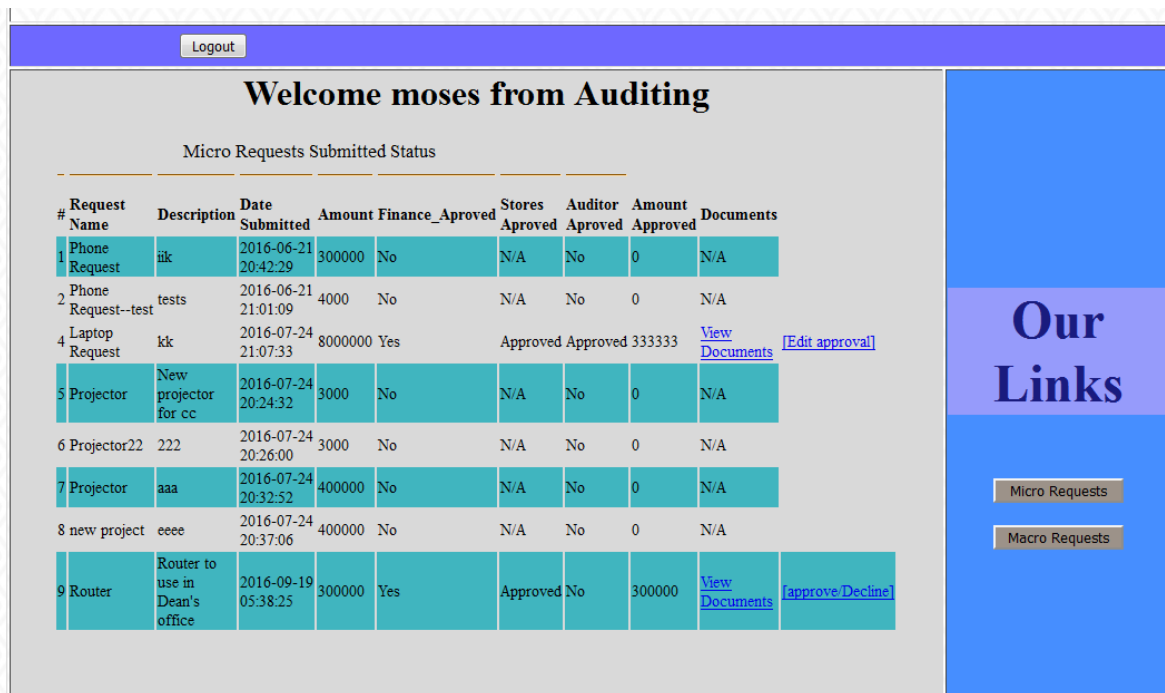 Logout
Welcome moses from Auditing
Micro Requests Submitted Status
# Request Name Description Date Submitted Amount Finance_Aproved Stores Aproved Auditor Aproved Amount Approved Documents
1 Phone Request iik 2016-06-21 20:42:29 300000 No N/A No 0 N/A
2 Phone Request--test tests 2016-06-21 21:01:09 4000 No N/A No 0 N/A
4 Laptop Request kk 2016-07-24 21:07:33 8000000 Yes Approved Approved 333333 View Documents [Edit approval]
5 Projector New projector for cc 2016-07-24 20:24:32 3000 No N/A No 0 N/A
6 Projector22 222 2016-07-24 20:26:00 3000 No N/A No 0 N/A
7 Projector aaa 2016-07-24 20:32:52 400000 No N/A No 0 N/A
8 new project eeee 2016-07-24 20:37:06 400000 No N/A No 0 N/A
9 Router Router to use in Dean's office 2016-09-19 05:38:25 300000 Yes Approved No 300000 View Documents [approve/Decline]
Our
Links
Micro Requests
Macro Requests